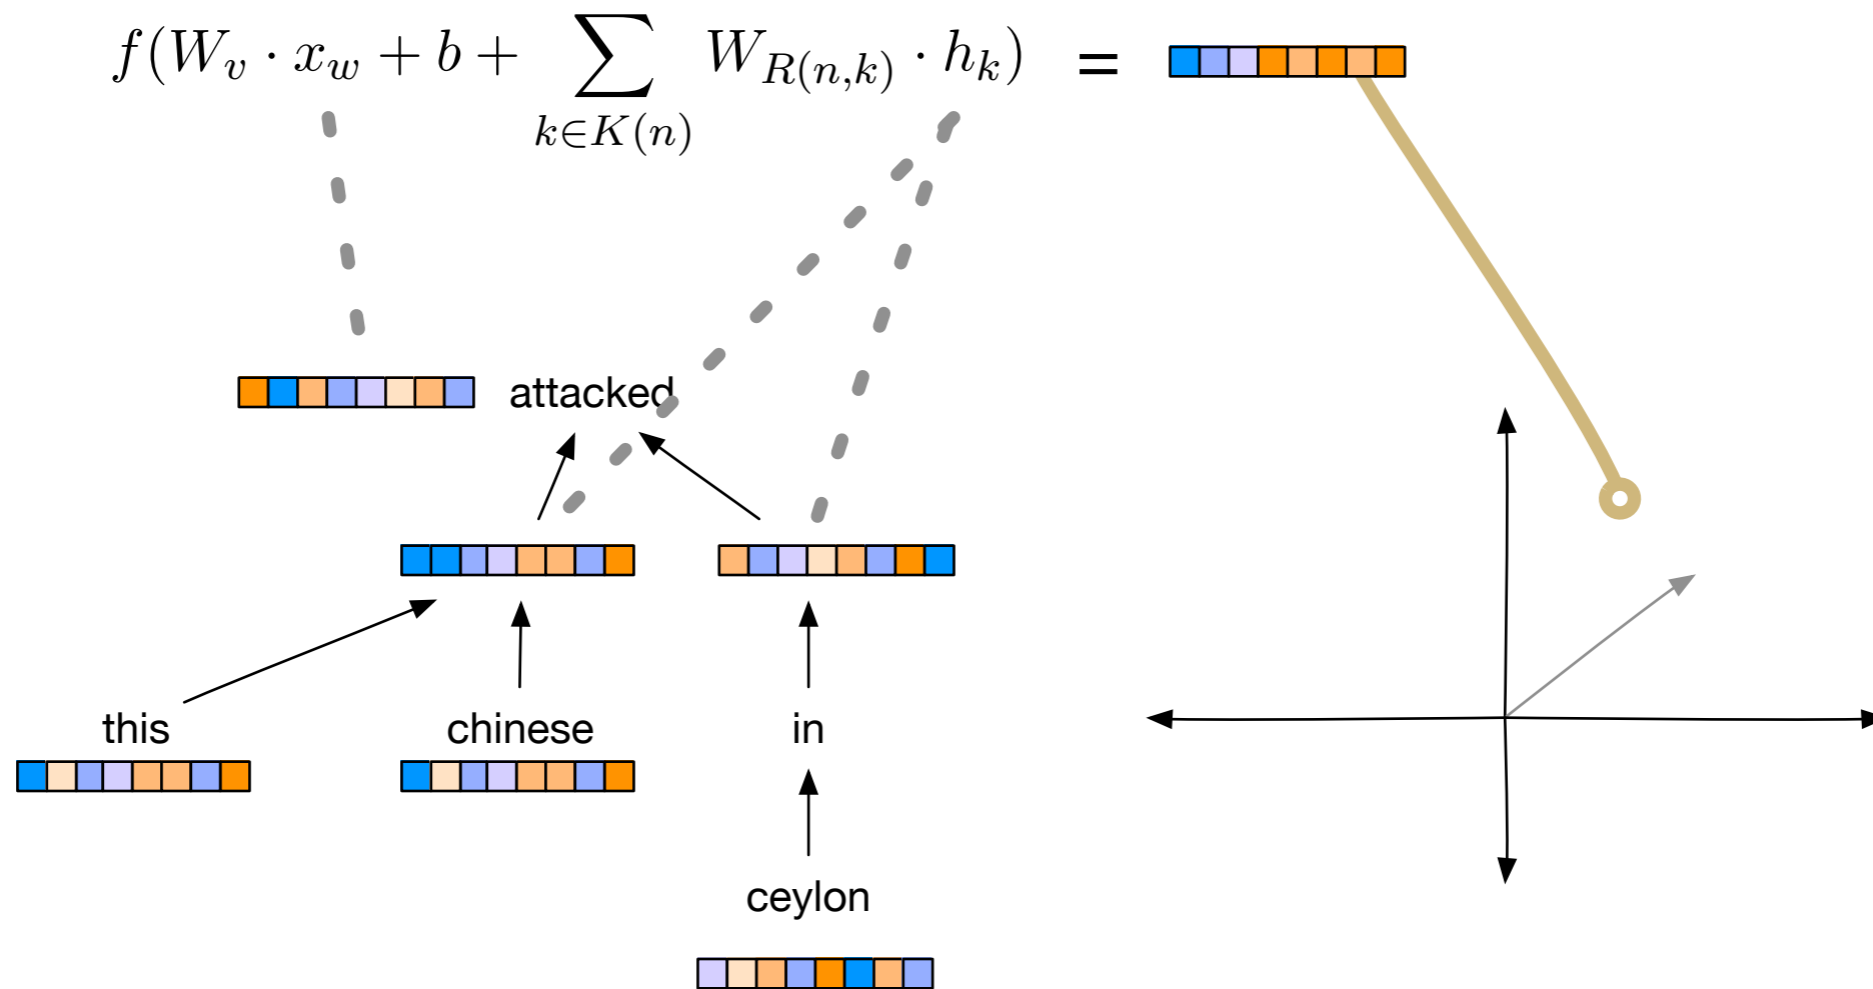 f(W_v · x_w + b + ∑_{k∈K(n)} W_{R(n,k)} · h_k) =
attacked
this chinese in
ceylon